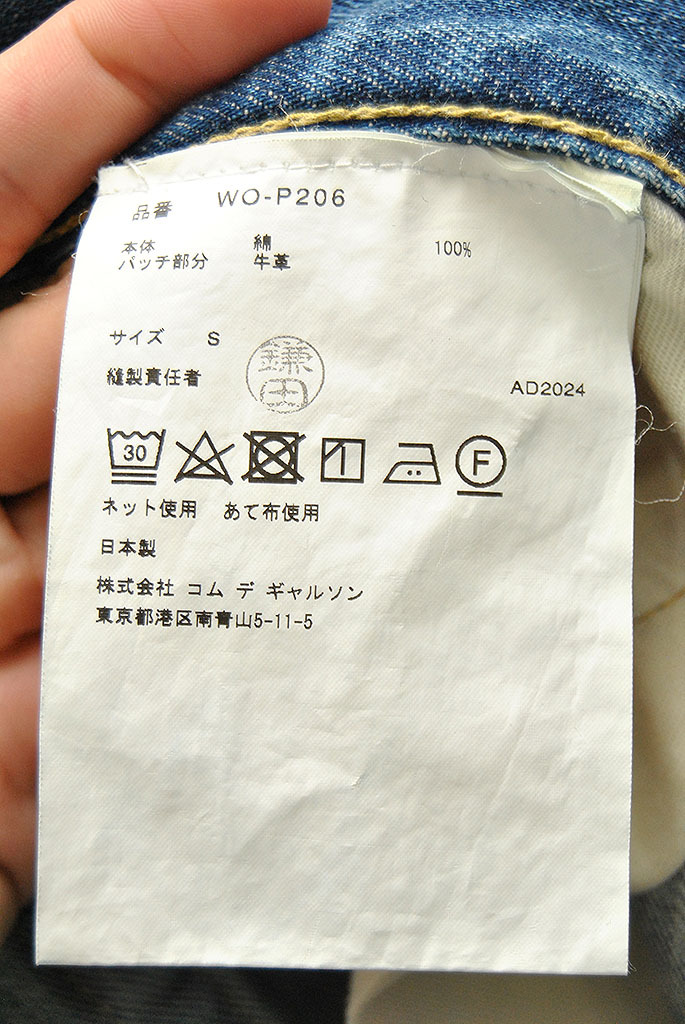 品番 WO-P206
本体 綿 100%
パッチ部分 牛革
サイズ S
縫製責任者 鎌田
AD2024
30 F
ネット使用 あて布使用
日本製
株式会社 コム デ ギャルソン
東京都港区南青山5-11-5